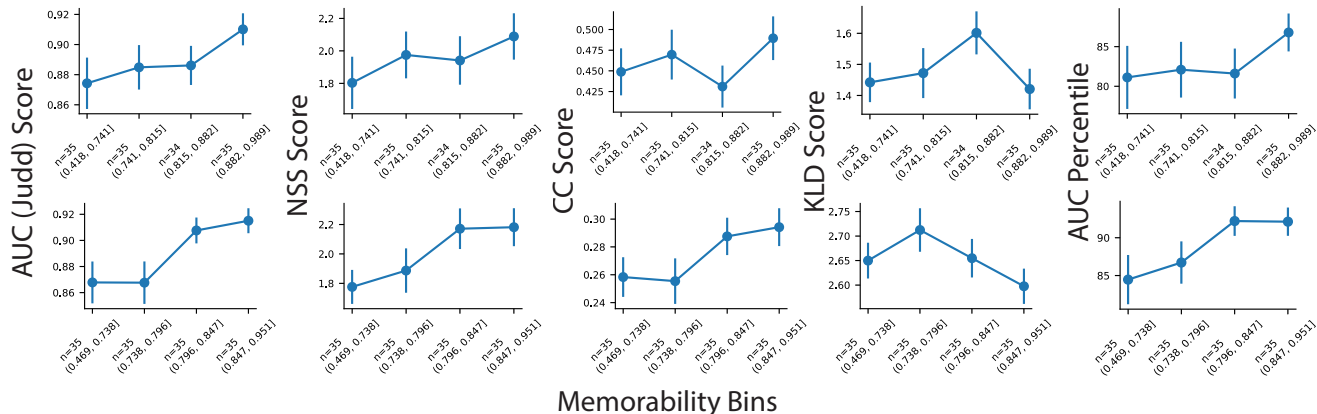 AUC (Judd) Score
0.92
0.90
0.88
0.86
n=35
(0.418, 0.741]
n=35
(0.741, 0.815]
n=34
(0.815, 0.882]
n=35
(0.882, 0.989]
0.92
0.90
0.88
0.86
n=35
(0.469, 0.738]
n=35
(0.738, 0.796]
n=35
(0.796, 0.847]
n=35
(0.847, 0.951]
NSS Score
2.2
2.0
1.8
n=35
(0.418, 0.741]
n=35
(0.741, 0.815]
n=34
(0.815, 0.882]
n=35
(0.882, 0.989]
2.2
2.0
1.8
n=35
(0.469, 0.738]
n=35
(0.738, 0.796]
n=35
(0.796, 0.847]
n=35
(0.847, 0.951]
CC Score
0.500
0.475
0.450
0.425
n=35
(0.418, 0.741]
n=35
(0.741, 0.815]
n=34
(0.815, 0.882]
n=35
(0.882, 0.989]
0.30
0.28
0.26
0.24
n=35
(0.469, 0.738]
n=35
(0.738, 0.796]
n=35
(0.796, 0.847]
n=35
(0.847, 0.951]
KLD Score
1.6
1.5
1.4
n=35
(0.418, 0.741]
n=35
(0.741, 0.815]
n=34
(0.815, 0.882]
n=35
(0.882, 0.989]
2.75
2.70
2.65
2.60
n=35
(0.469, 0.738]
n=35
(0.738, 0.796]
n=35
(0.796, 0.847]
n=35
(0.847, 0.951]
AUC Percentile
85
80
n=35
(0.418, 0.741]
n=35
(0.741, 0.815]
n=34
(0.815, 0.882]
n=35
(0.882, 0.989]
90
85
n=35
(0.469, 0.738]
n=35
(0.738, 0.796]
n=35
(0.796, 0.847]
n=35
(0.847, 0.951]
Memorability Bins